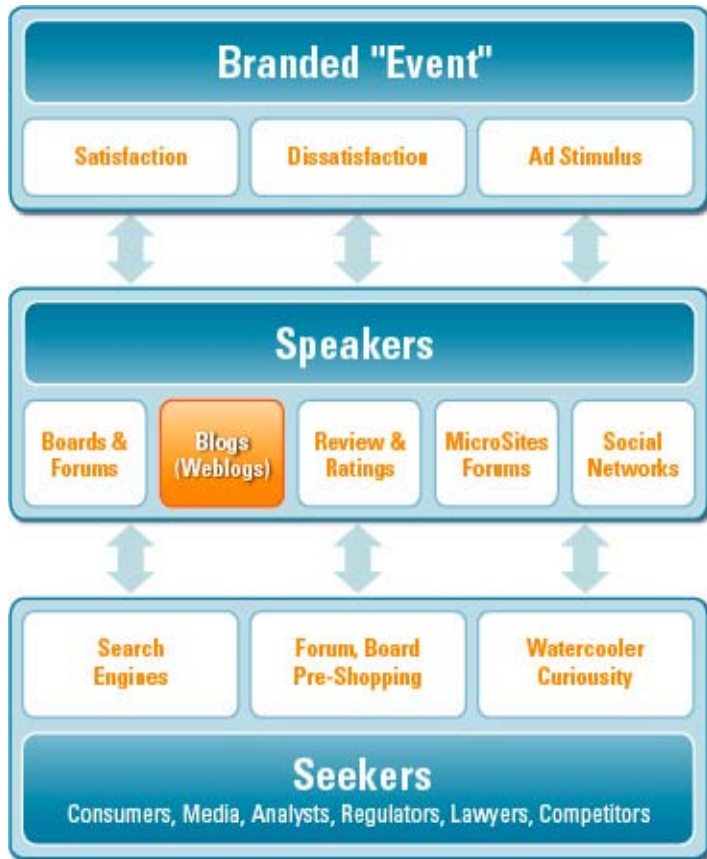 Branded "Event"
Satisfaction
Dissatisfaction
Ad Stimulus
Speakers
Boards &
Forums
Blogs
(Weblogs)
Review &
Ratings
MicroSites
Forums
Social
Networks
Search
Engines
Forum, Board
Pre-Shopping
Watercooler
Curiousity
Seekers
Consumers, Media, Analysts, Regulators, Lawyers, Competitors